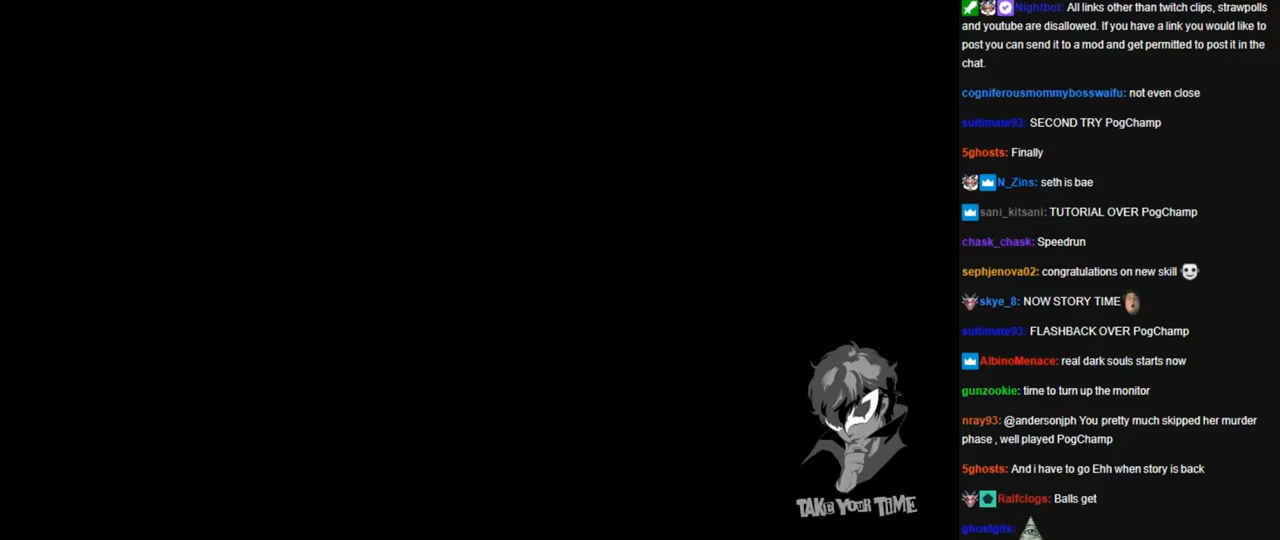 Nightbot: All links other than twitch clips, strawpolls
and youtube are disallowed. If you have a link you would like to
post you can send it to a mod and get permitted to post it in the
chat.
cogniferousmommybosswaifu: not even close
sultimate93: SECOND TRY PogChamp
5ghosts: Finally
N_Zins: seth is bae
sani_kitsani: TUTORIAL OVER PogChamp
chask_chask: Speedrun
sephjenova02: congratulations on new skill
skye_8: NOW STORY TIME
sultimate93: FLASHBACK OVER PogChamp
AlbinoMenace: real dark souls starts now
gunzookie: time to turn up the monitor
nray93: @andersonjph You pretty much skipped her murder
phase , well played PogChamp
5ghosts: And i have to go Ehh when story is back
Ralfclogs: Balls get
ghostgits:
TAKE YOUR TIME